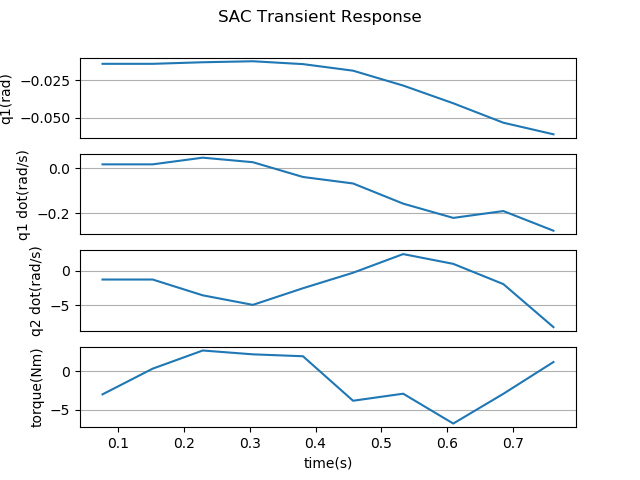 SAC Transient Response
q1(rad)
−0.025
−0.050
q1 dot(rad/s)
0.0
−0.2
q2 dot(rad/s)
0
−5
torque(Nm)
0
−5
0.1 0.2 0.3 0.4 0.5 0.6 0.7
time(s)